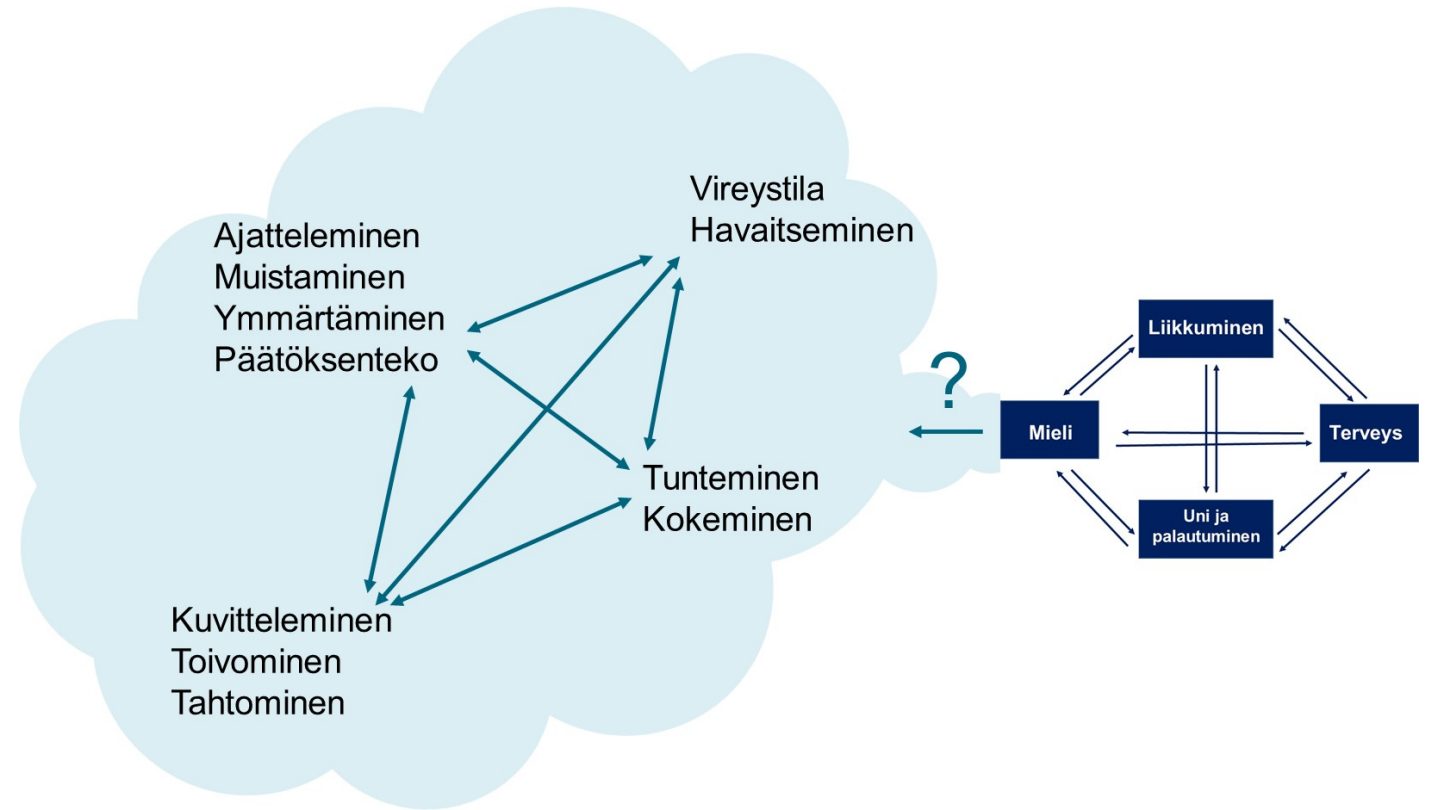 Vireystila
Havaitseminen
Ajatteleminen
Muistaminen
Ymmärtäminen
Päätöksenteko
Tunteminen
Kokeminen
Kuvitteleminen
Toivominen
Tahtominen
?
Liikkuminen
Mieli
Terveys
Uni ja
palautuminen